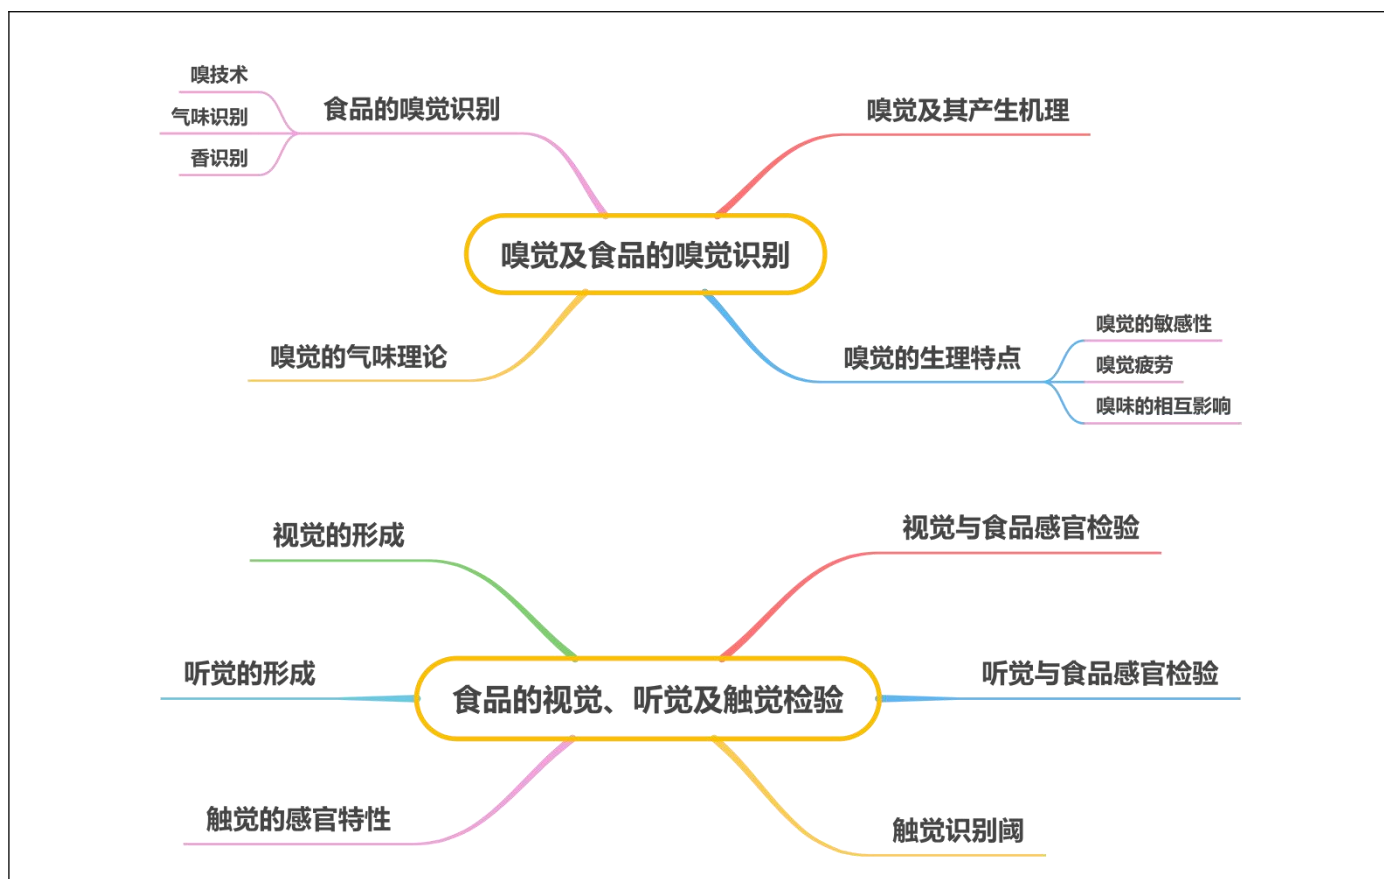 嗅技术
气味识别
香识别
食品的嗅觉识别
嗅觉及其产生机理
嗅觉及食品的嗅觉识别
嗅觉的气味理论
嗅觉的生理特点
嗅觉的敏感性
嗅觉疲劳
嗅味的相互影响
视觉的形成
视觉与食品感官检验
听觉的形成
听觉与食品感官检验
食品的视觉、听觉及触觉检验
触觉的感官特性
触觉识别阈